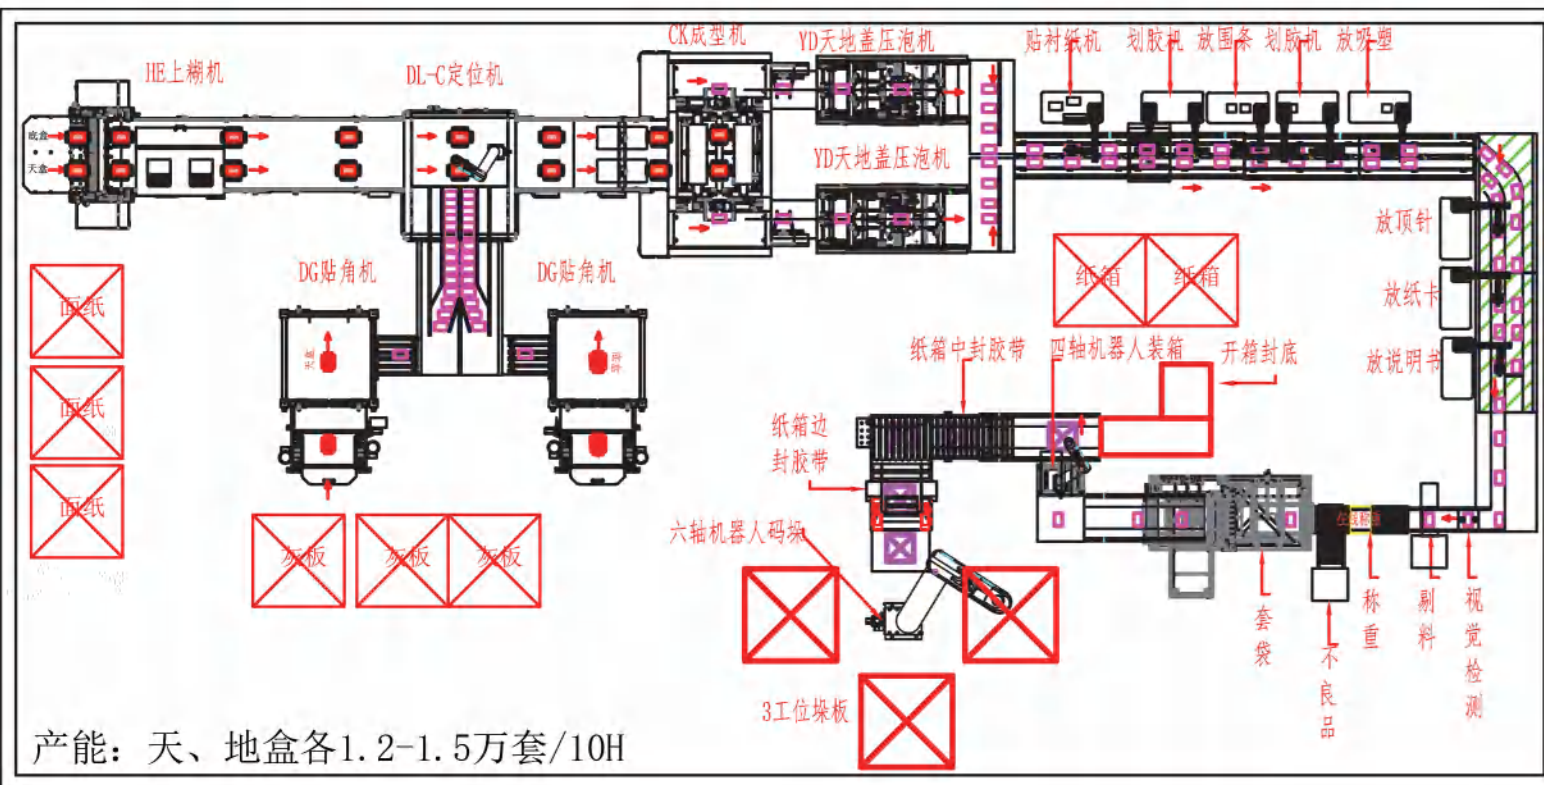 CK成型机
YD天地盖压泡机
贴衬纸机
划胶机
放围条
划胶机
放吸塑
HE上糊机
DL-C定位机
底盒
天盒
YD天地盖压泡机
放顶针
放纸卡
放说明书
DG贴角机
DG贴角机
天盒
纸箱
纸箱
面纸
面纸
面纸
纸箱中封胶带
四轴机器人装箱
开箱封底
纸箱边
封胶带
六轴机器人码垛
灰板
灰板
灰板
在线称重
套袋
不良品
称重
剔料
视觉检测
3工位垛板
产能: 天、地盒各1.2-1.5万套/10H